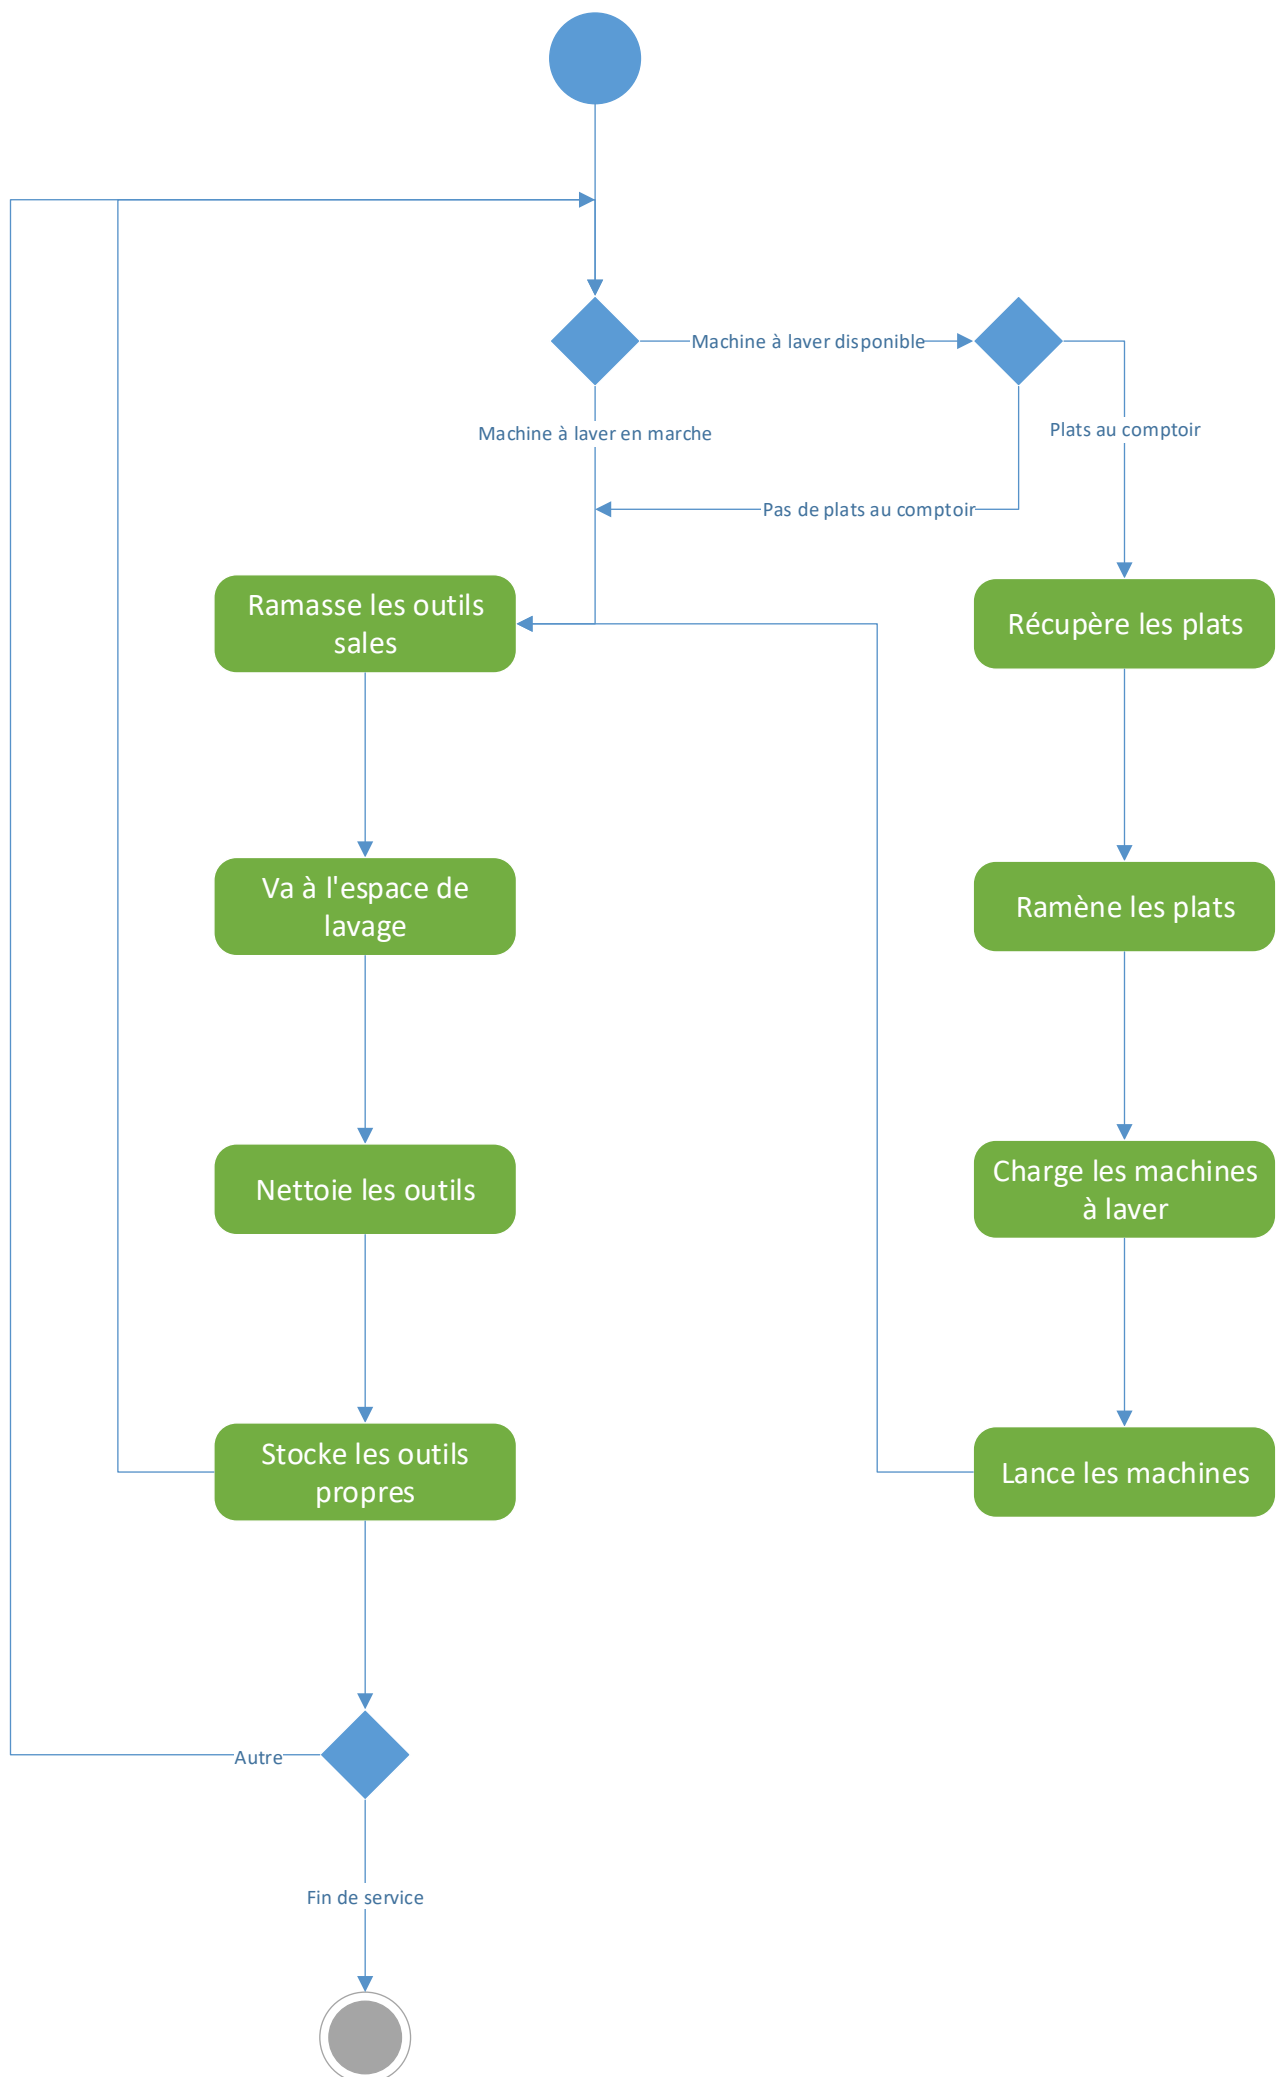 Machine à laver disponible
Machine à laver en marche
Plats au comptoir
Pas de plats au comptoir
Ramasse les outils
sales
Récupère les plats
Va à l'espace de
lavage
Ramène les plats
Nettoie les outils
Charge les machines
à laver
Stocke les outils
propres
Lance les machines
Autre
Fin de service